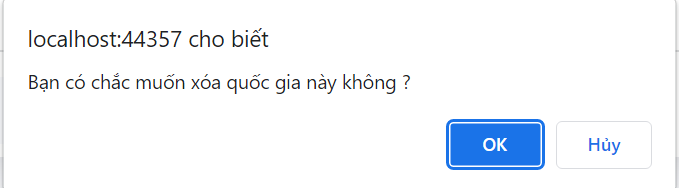 localhost:44357 cho biết
Bạn có chắc muốn xóa quốc gia này không ?
OK
Hủy